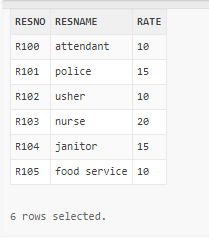 RESNO RESNAME RATE
R100 attendant 10
R101 police 15
R102 usher 10
R103 nurse 20
R104 janitor 15
R105 food service 10
6 rows selected.